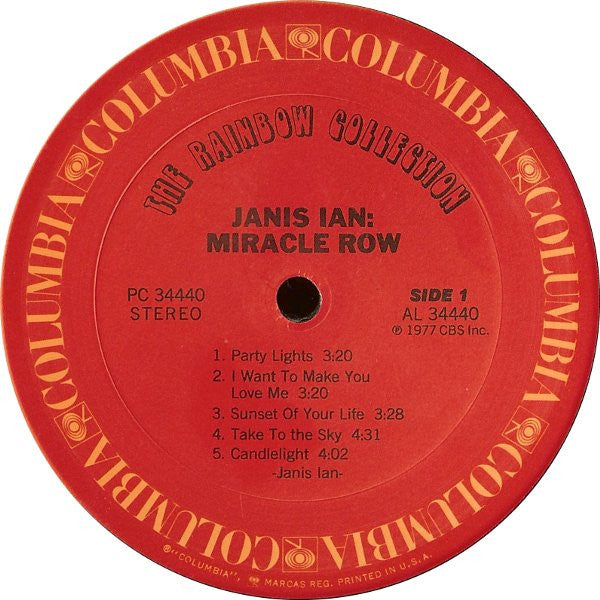 COLUMBIA COLUMBIA COLUMBIA COLUMBIA COLUMBIA COLUMBIA
THE RAINBOW COLLECTION
JANIS IAN:
MIRACLE ROW
PC 34440
STEREO
SIDE 1
AL 34440
℗ 1977 CBS Inc.
1. Party Lights 3:20
2. I Want To Make You
Love Me 3:20
3. Sunset Of Your Life 3:28
4. Take To the Sky 4:31
5. Candlelight 4:02
-Janis Ian-
®"COLUMBIA", MARCAS REG. PRINTED IN U.S.A.